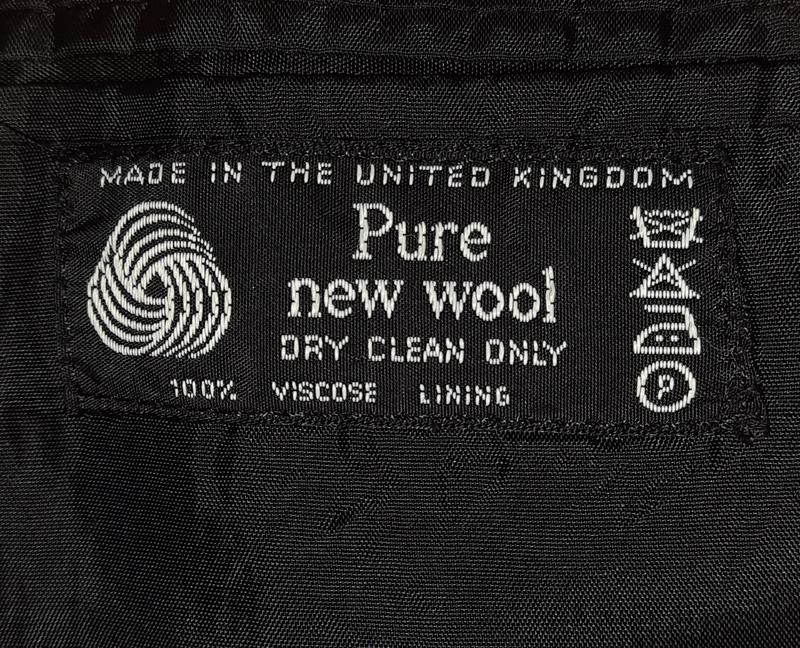 MADE IN THE UNITED KINGDOM
Pure
new wool
DRY CLEAN ONLY
100% VISCOSE LINING
P